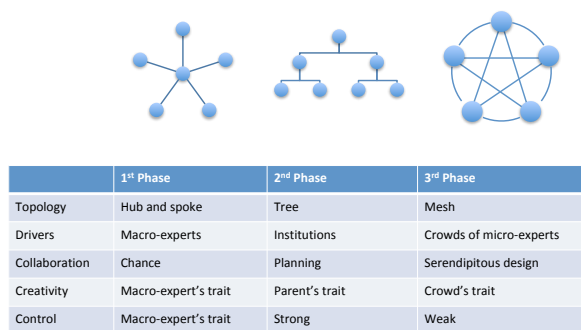 1st Phase 2nd Phase 3rd Phase
Topology Hub and spoke Tree Mesh
Drivers Macro-experts Institutions Crowds of micro-experts
Collaboration Chance Planning Serendipitous design
Creativity Macro-expert's trait Parent's trait Crowd's trait
Control Macro-expert's trait Strong Weak